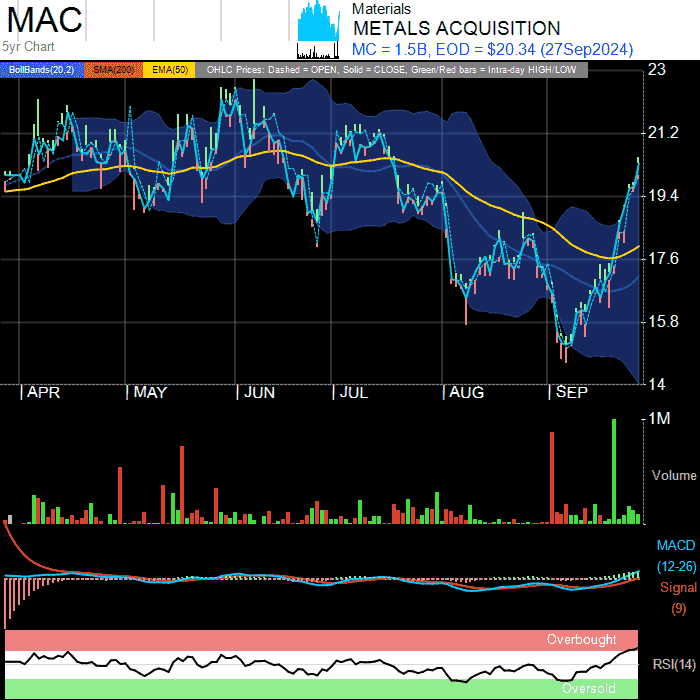 MAC
5yr Chart
Materials
METALS ACQUISITION
MC = 1.5B, EOD = $20.34 (27Sep2024)
BollBands(20,2) SMA(200) EMA(50) OHLC Prices: Dashed = OPEN, Solid = CLOSE, Green/Red bars = Intra-day HIGH/LOW
23
21.2
19.4
17.6
15.8
14
APR MAY JUN JUL AUG SEP
1M
Volume
MACD
(12-26)
Signal
(9)
Overbought
RSI(14)
Oversold